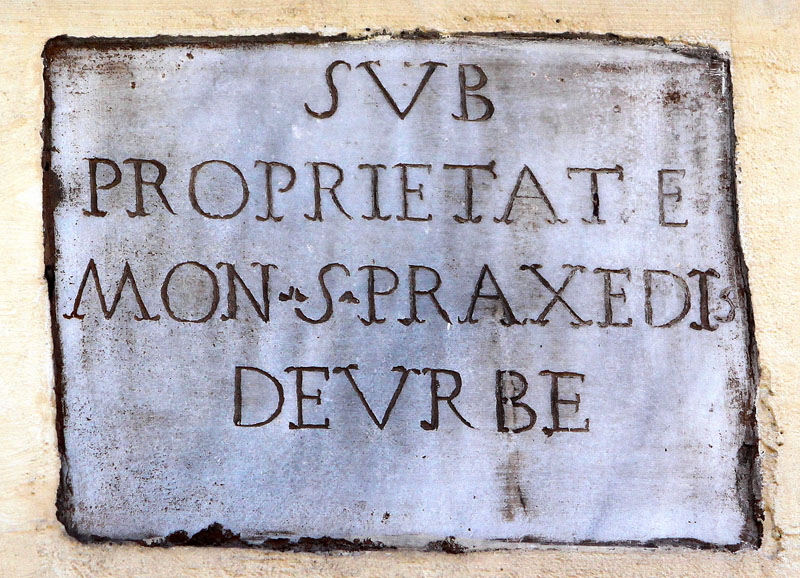 SVB
PROPRIETATE
MON·S·PRAXEDIS
DEVRBE